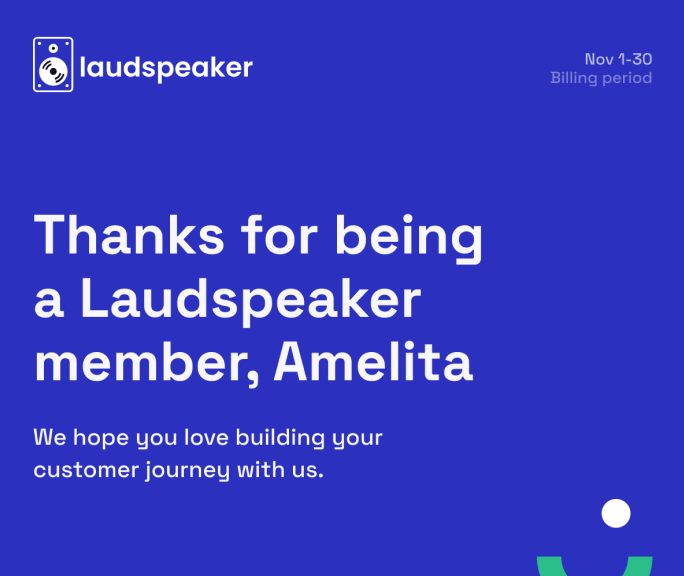 laudspeaker
Nov 1-30
Billing period
Thanks for being
a Laudspeaker
member, Amelita
We hope you love building your
customer journey with us.